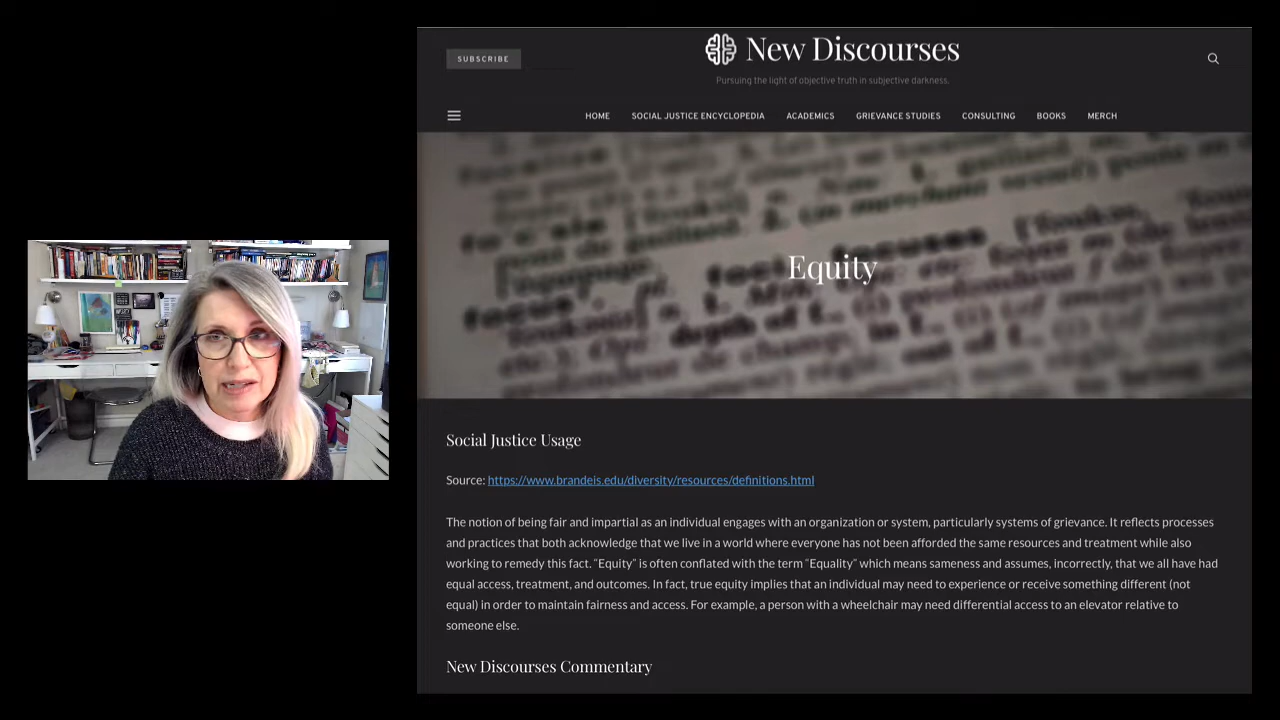 New Discourses
SUBSCRIBE
Pursuing the light of objective truth in subjective darkness.
HOME SOCIAL JUSTICE ENCYCLOPEDIA ACADEMICS GRIEVANCE STUDIES CONSULTING BOOKS MERCH
Equity
Social Justice Usage
Source: https://www.brandeis.edu/diversity/resources/definitions.html
The notion of being fair and impartial as an individual engages with an organization or system, particularly systems of grievance. It reflects processes
and practices that both acknowledge that we live in a world where everyone has not been afforded the same resources and treatment while also
working to remedy this fact. “Equity” is often conflated with the term “Equality” which means sameness and assumes, incorrectly, that we all have had
equal access, treatment, and outcomes. In fact, true equity implies that an individual may need to experience or receive something different (not
equal) in order to maintain fairness and access. For example, a person with a wheelchair may need differential access to an elevator relative to
someone else.
New Discourses Commentary